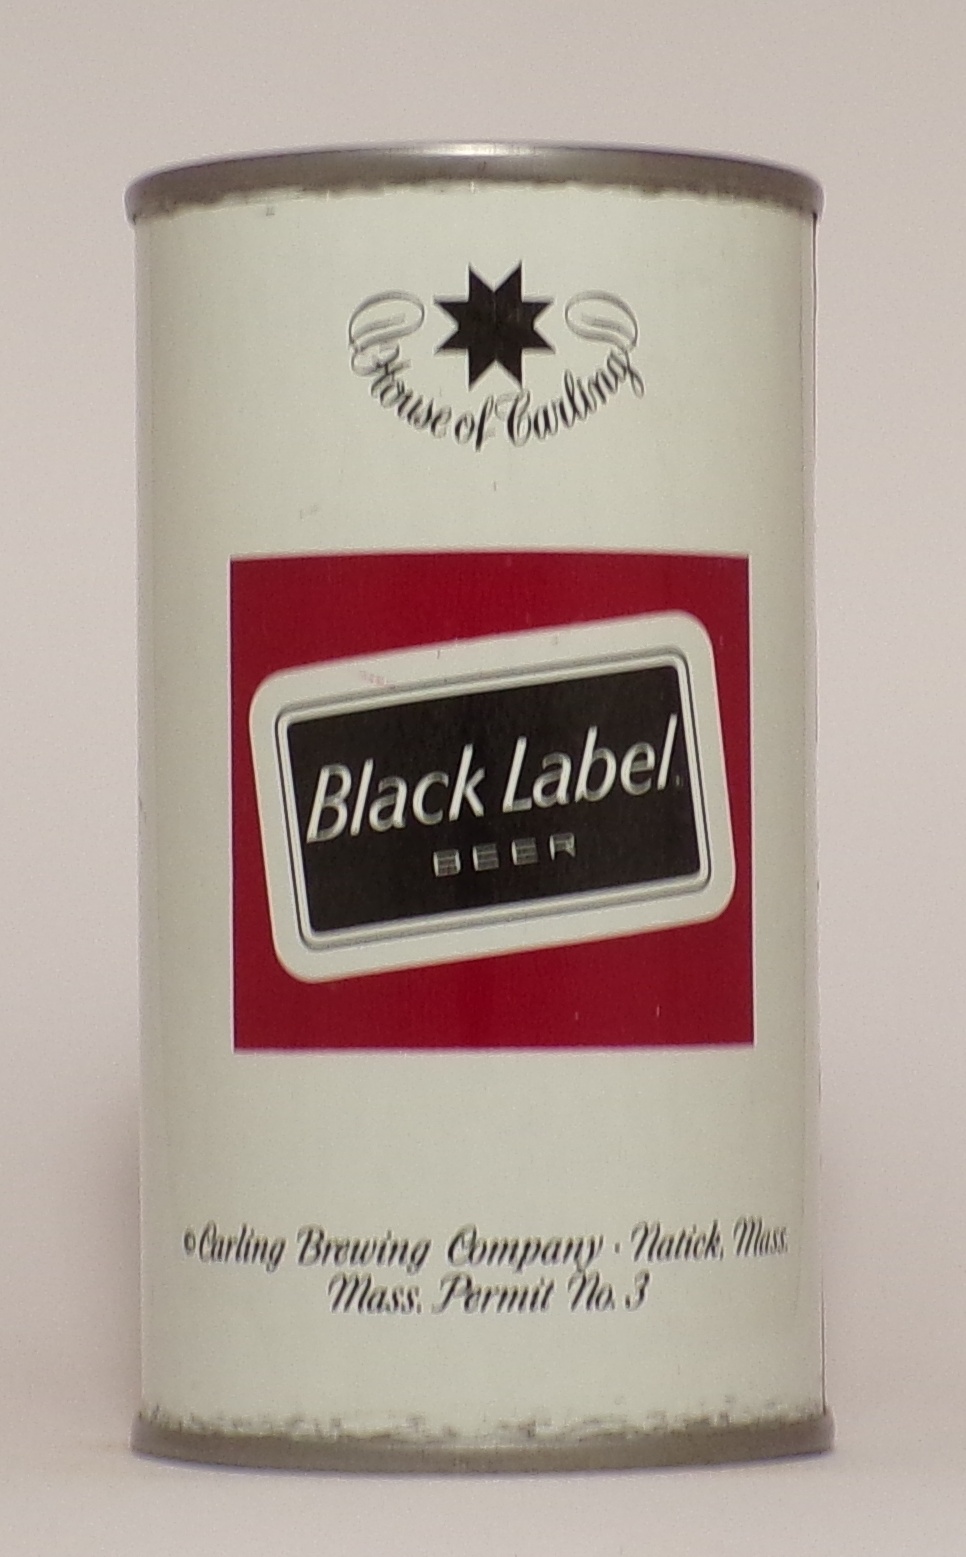 House of Carling
Black Label
BEER
©Carling Brewing Company · Natick, Mass.
Mass. Permit No. 3